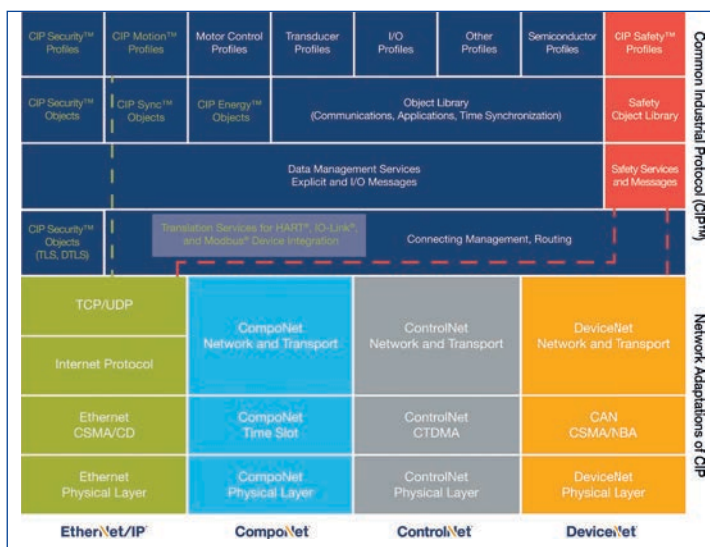 CIP Security™
Profiles
CIP Motion™
Profiles
Motor Control
Profiles
Transducer
Profiles
I/O
Profiles
Other
Profiles
Semiconductor
Profiles
CIP Safety™
Profiles
CIP Security™
Objects
CIP Sync™
Objects
CIP Energy™
Objects
Object Library
(Communications, Applications, Time Synchronization)
Safety
Object Library
Data Management Services
Explicit and I/O Messages
Safety Services
and Messages
CIP Security™
Objects
(TLS, DTLS)
Translation Services for HART®, IO-Link®,
and Modbus® Device Integration
Connecting Management, Routing
Common Industrial Protocol (CIP™)
TCP/UDP
Internet Protocol
CompoNet
Network and Transport
ControlNet
Network and Transport
DeviceNet
Network and Transport
Ethernet
CSMA/CD
CompoNet
Time Slot
ControlNet
CTDMA
CAN
CSMA/NBA
Ethernet
Physical Layer
CompoNet
Physical Layer
ControlNet
Physical Layer
DeviceNet
Physical Layer
Network Adaptations of CIP
EtherNet/IP™
CompoNet™
ControlNet™
DeviceNet™